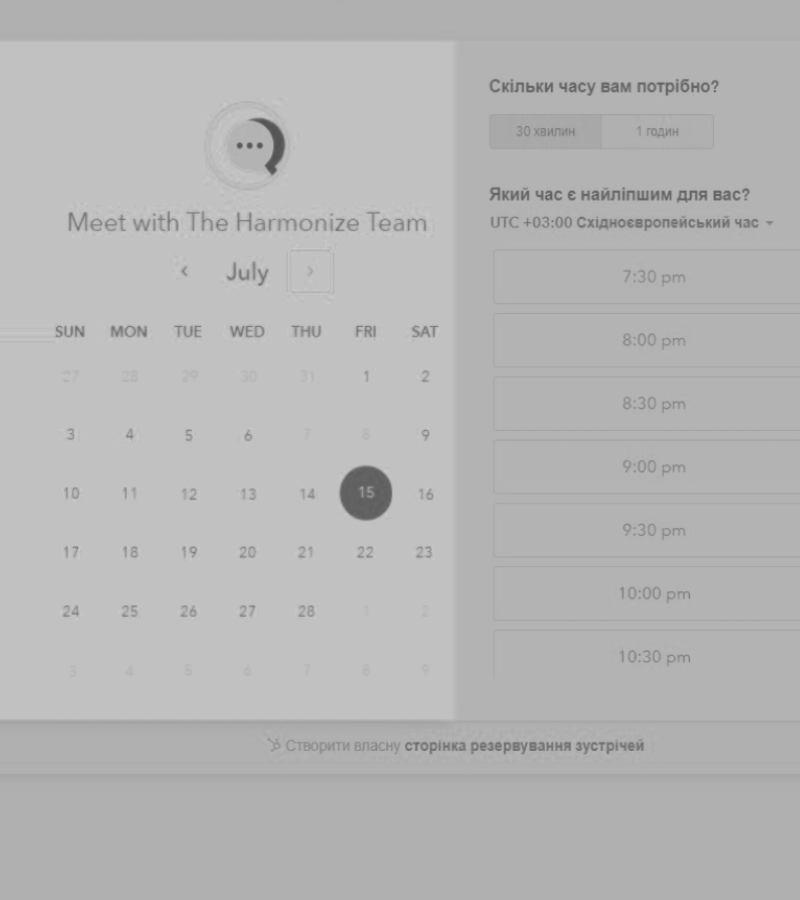 Meet with The Harmonize Team
‹ July ›
SUN MON TUE WED THU FRI SAT
27 28 29 30 31 1 2
3 4 5 6 7 8 9
10 11 12 13 14 15 16
17 18 19 20 21 22 23
24 25 26 27 28 1 2
3 4 5 6 7 8 9
Скільки часу вам потрібно?
30 хвилин 1 годин
Який час є найліпшим для вас?
UTC +03:00 Східноєвропейський час
7:30 pm
8:00 pm
8:30 pm
9:00 pm
9:30 pm
10:00 pm
10:30 pm
Створити власну сторінка резервування зустрічей